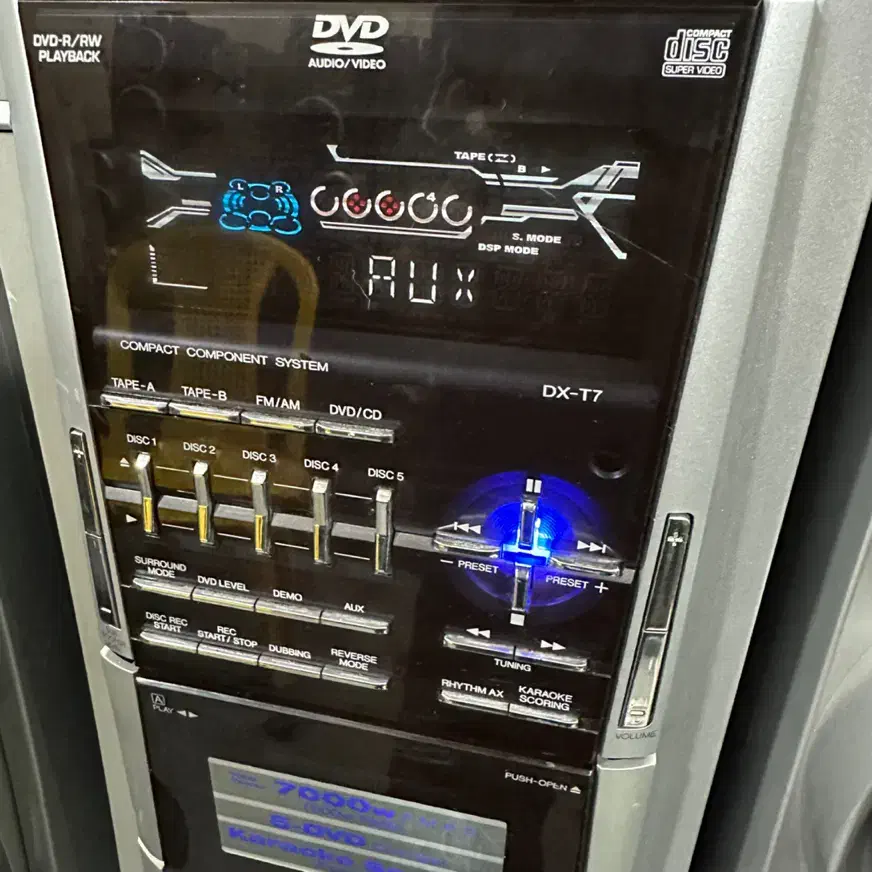 DVD-R/RW
PLAYBACK
DVD
AUDIO/VIDEO
COMPACT
disc
SUPER VIDEO
TAPE
B
L R
4
S. MODE
DSP MODE
AUX
COMPACT COMPONENT SYSTEM
DX-T7
TAPE-A TAPE-B FM/AM DVD/CD
DISC 1 DISC 2 DISC 3 DISC 4 DISC 5
− PRESET PRESET +
SURROUND
MODE
DVD LEVEL
DEMO
AUX
DISC REC
START
REC
START/STOP
DUBBING
REVERSE
MODE
TUNING
RHYTHM AX
KARAOKE
SCORING
+
−
VOLUME
A
PLAY
PUSH-OPEN
7000
DVD
Karaoke